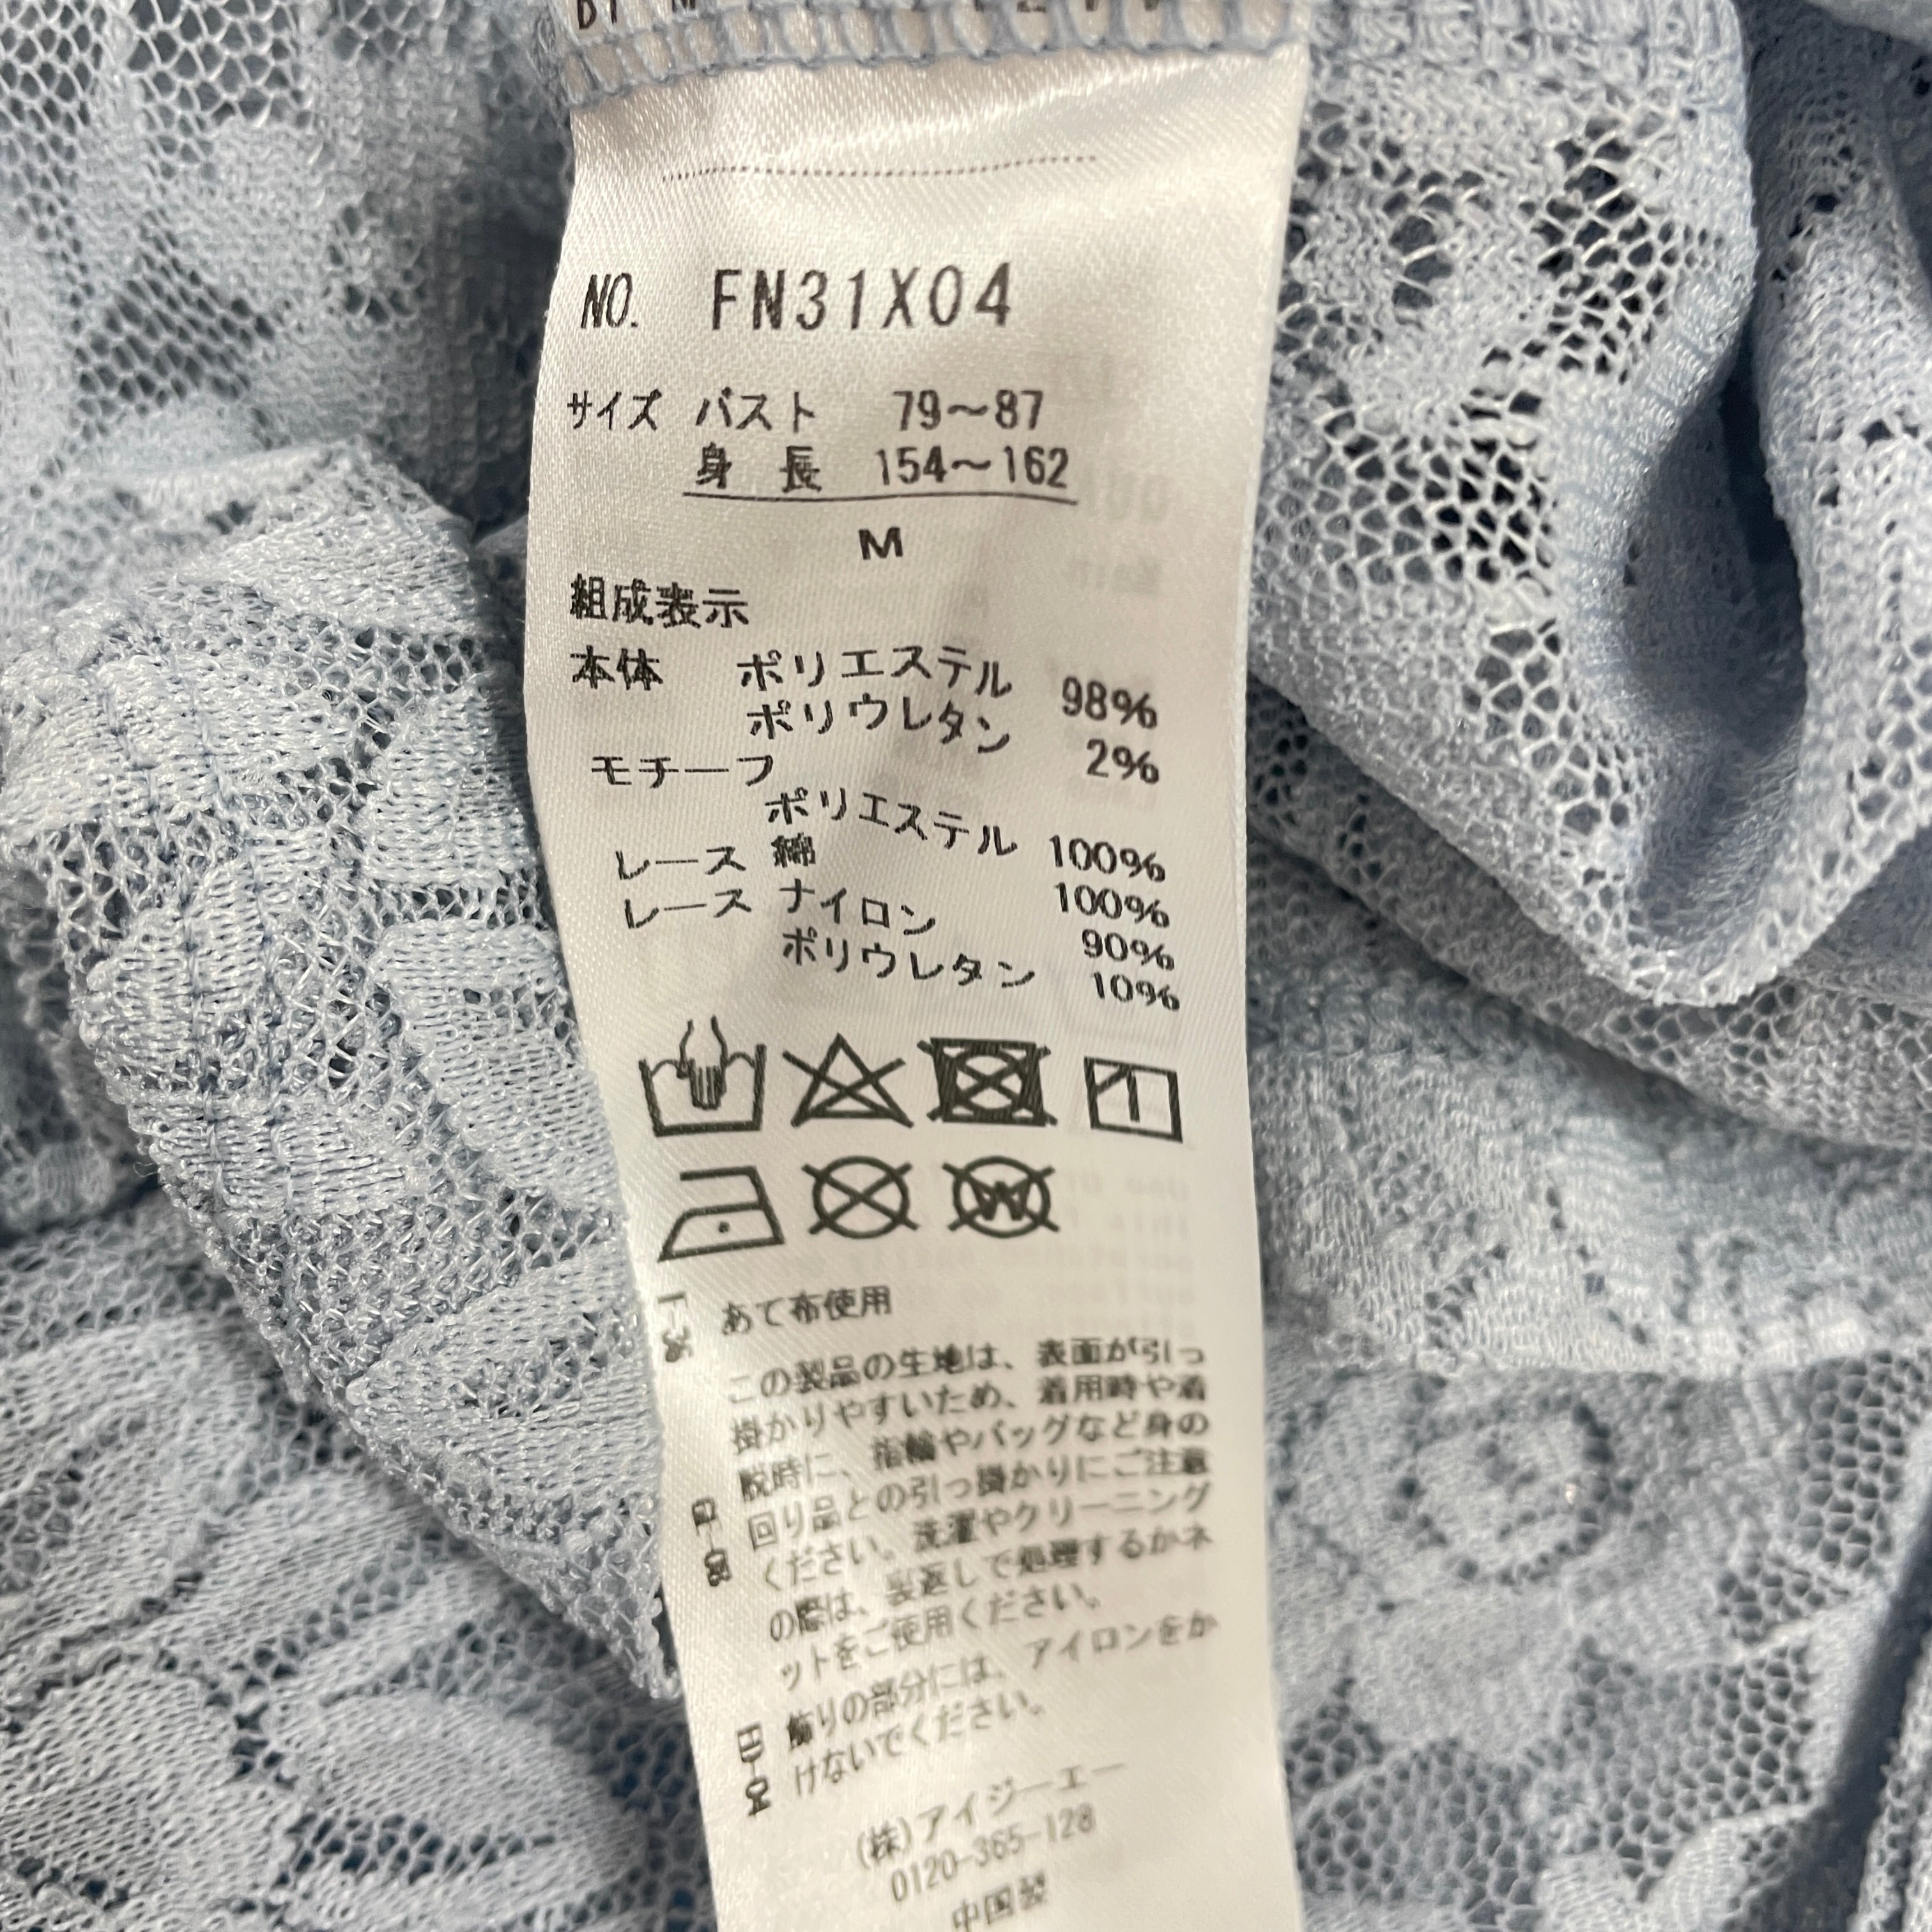 NO. FN31X04
サイズ バスト 79～87
身 長 154～162
M
組成表示
本体 ポリエステル 98%
ポリウレタン 2%
モチーフ
ポリエステル 100%
レース 綿 100%
レース ナイロン 90%
ポリウレタン 10%
あて布使用
この製品の生地は、表面が引っ
掛かりやすいため、着用時や着
脱時に、指輪やバッグなど身の
回り品との引っ掛かりにご注意
ください。洗濯やクリーニング
の際は、裏返しで処理するかネ
ットをご使用ください。
飾りの部分には、アイロンをか
けないでください。
(株)アイジーエー
0120-365-128
中国製